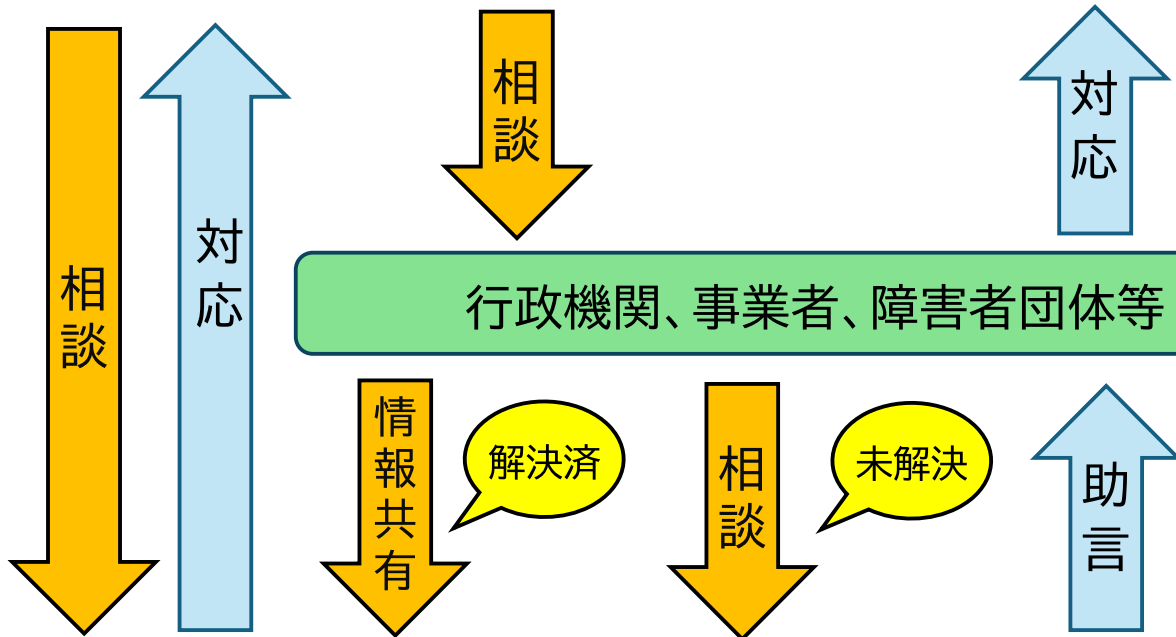 相談
対応
相談
対応
行政機関、事業者、障害者団体等
情報共有
解決済
相談
未解決
助言